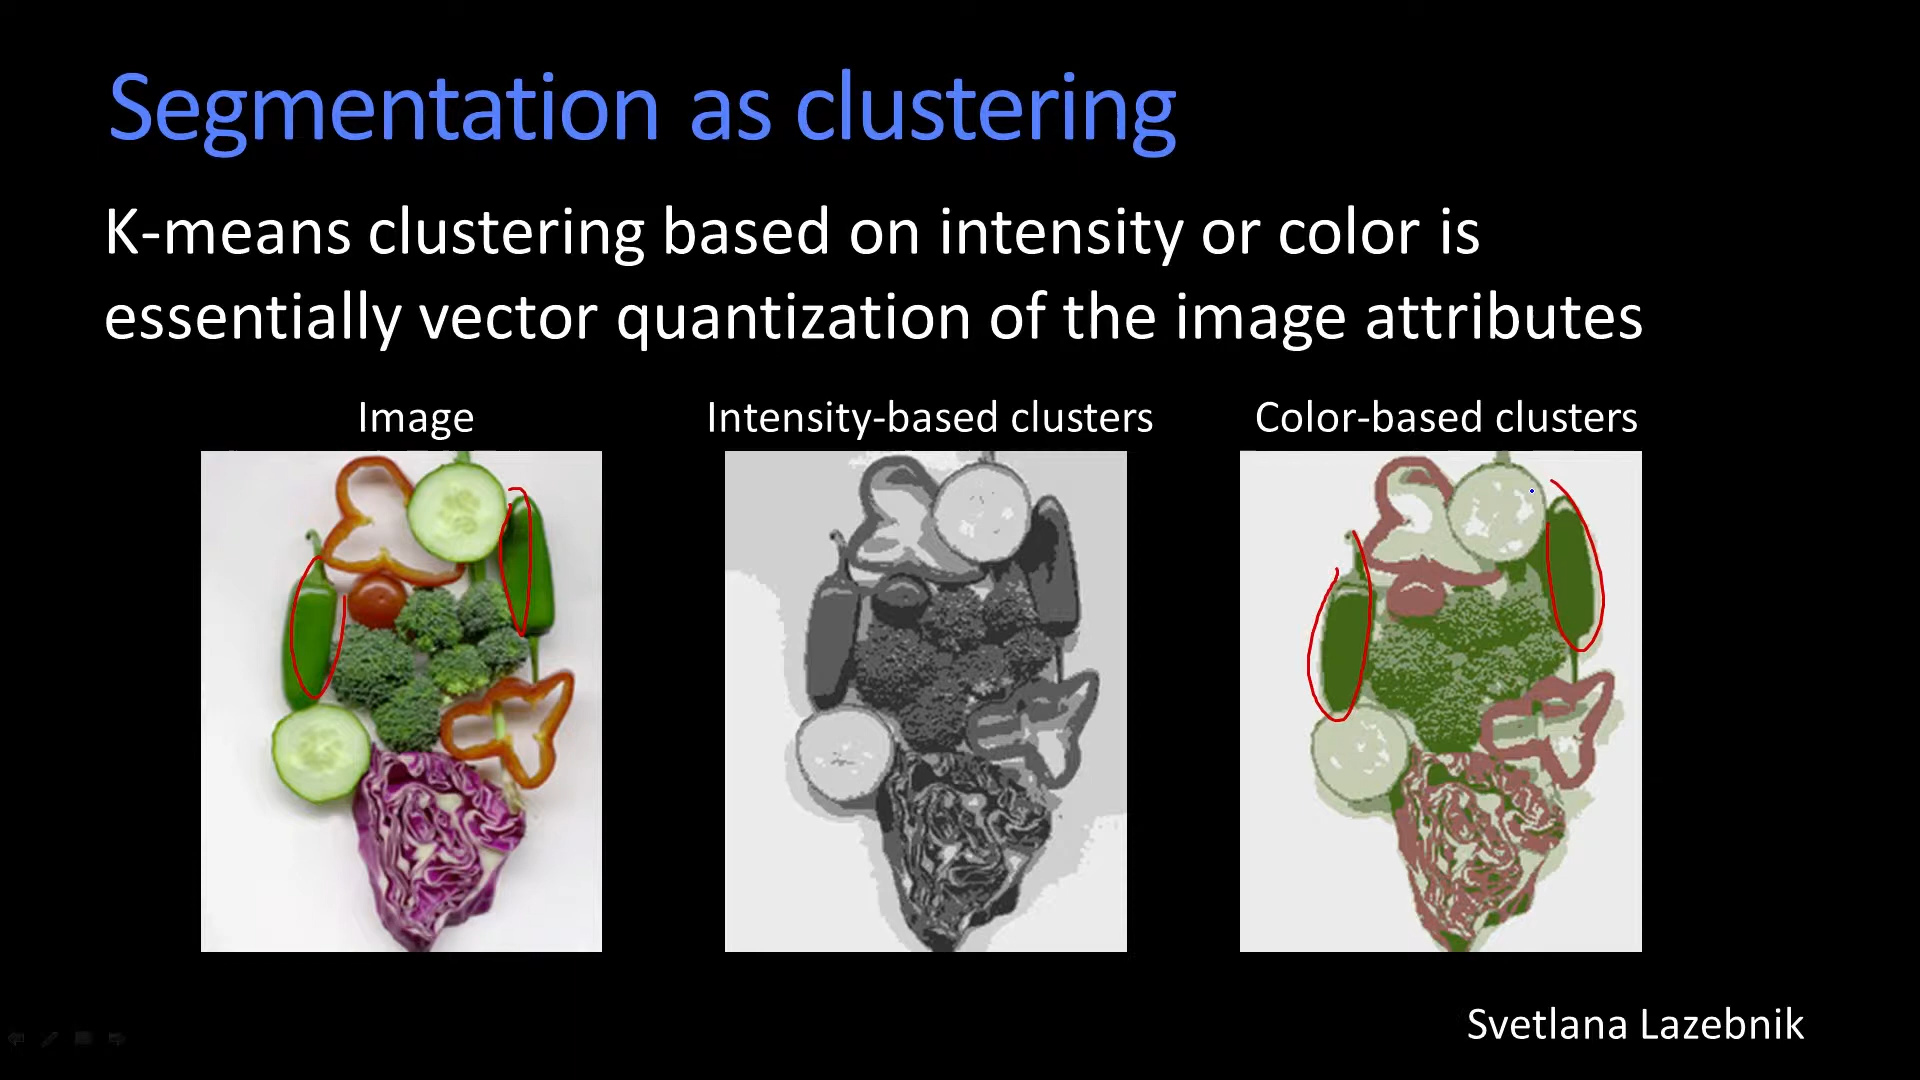 Segmentation as clustering
K-means clustering based on intensity or color is
essentially vector quantization of the image attributes
Image
Intensity-based clusters
Color-based clusters
Svetlana Lazebnik